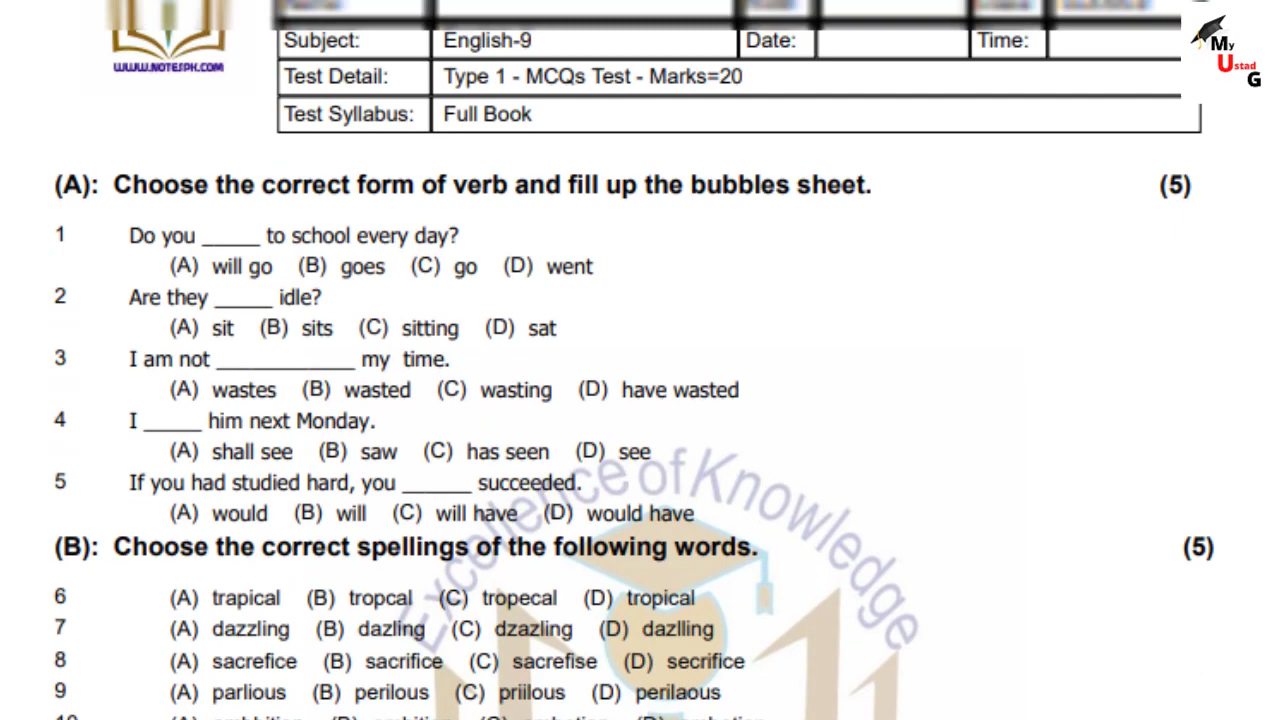 WWW.NOTESPK.COM
Subject: English-9 Date: Time:
Test Detail: Type 1 - MCQs Test - Marks=20
Test Syllabus: Full Book
My
Ustad
G
(A): Choose the correct form of verb and fill up the bubbles sheet. (5)
1 Do you _____ to school every day?
(A) will go (B) goes (C) go (D) went
2 Are they _____ idle?
(A) sit (B) sits (C) sitting (D) sat
3 I am not ____________ my time.
(A) wastes (B) wasted (C) wasting (D) have wasted
4 I _____ him next Monday.
(A) shall see (B) saw (C) has seen (D) see
5 If you had studied hard, you ______ succeeded.
(A) would (B) will (C) will have (D) would have
(B): Choose the correct spellings of the following words. (5)
6 (A) trapical (B) tropcal (C) tropecal (D) tropical
7 (A) dazzling (B) dazling (C) dzazling (D) dazlling
8 (A) sacrefice (B) sacrifice (C) sacrefise (D) secrifice
9 (A) parlious (B) perilous (C) priilous (D) perilaous
Excellence of Knowledge